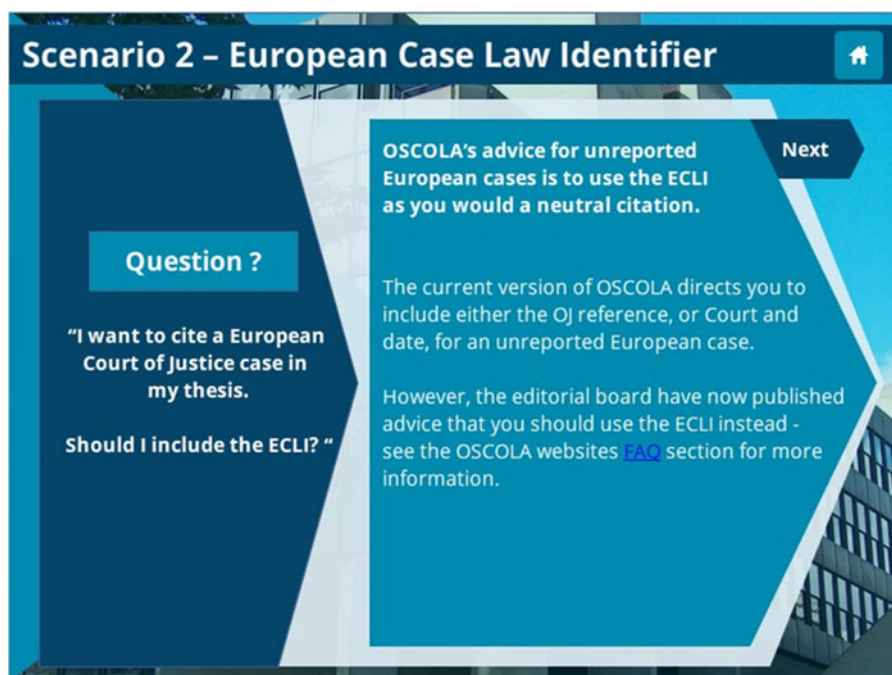 Scenario 2 – European Case Law Identifier
Question ?
“I want to cite a European
Court of Justice case in
my thesis.
Should I include the ECLI? “
OSCOLA’s advice for unreported
European cases is to use the ECLI
as you would a neutral citation.
Next
The current version of OSCOLA directs you to
include either the OJ reference, or Court and
date, for an unreported European case.
However, the editorial board have now published
advice that you should use the ECLI instead -
see the OSCOLA websites FAQ section for more
information.